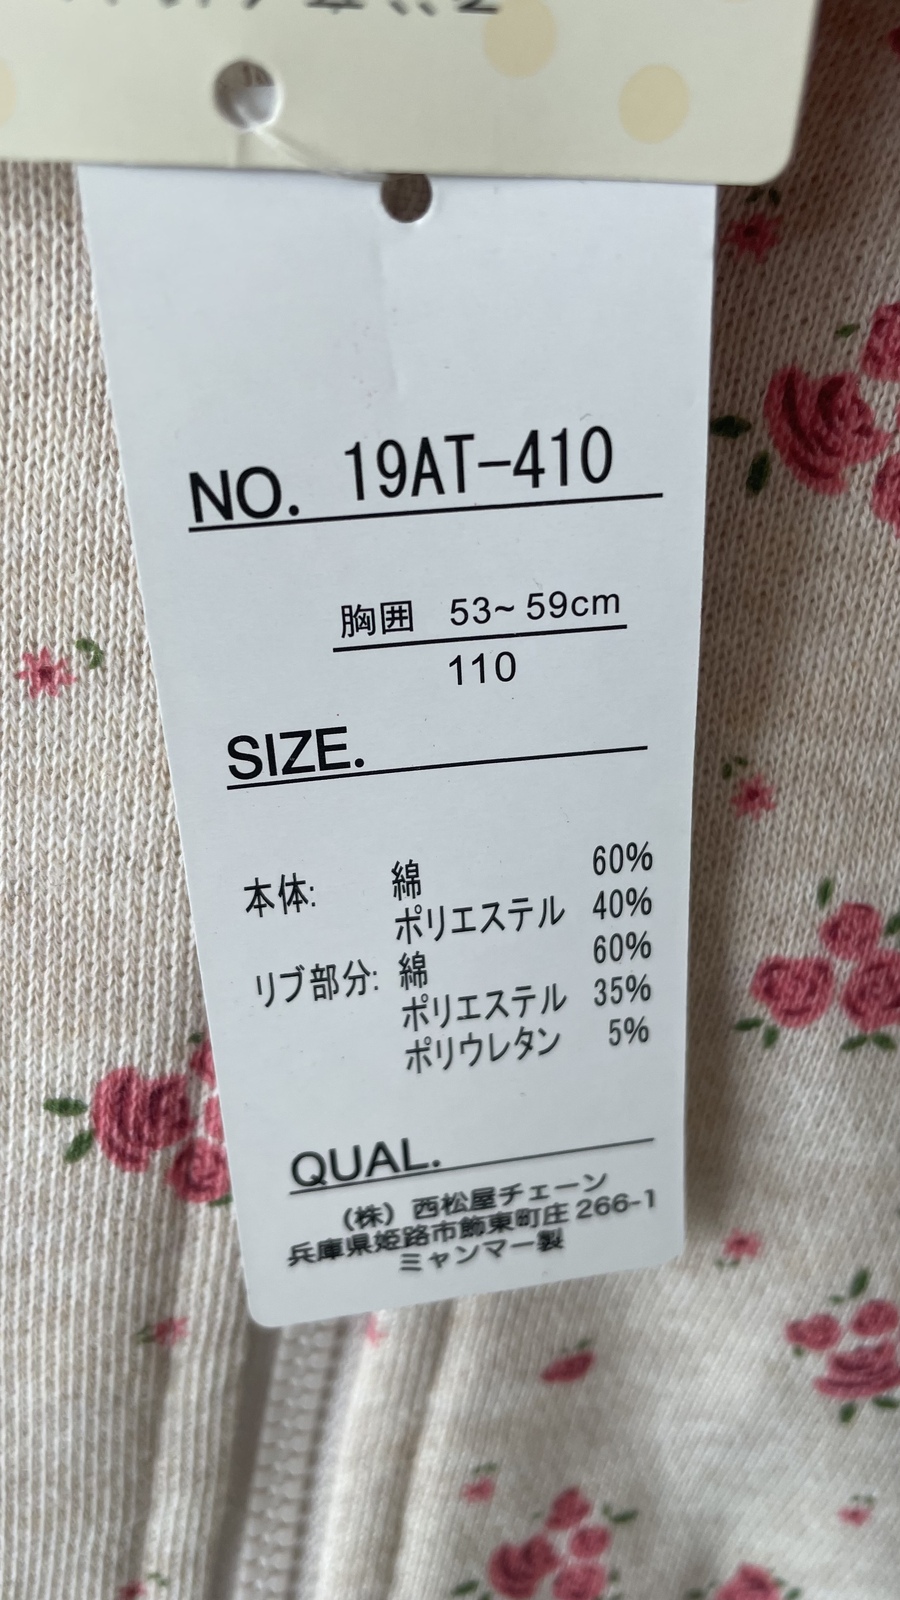 NO. 19AT-410
胸囲 53~59cm
110
SIZE.
本体: 綿 60%
ポリエステル 40%
リブ部分: 綿 60%
ポリエステル 35%
ポリウレタン 5%
QUAL.
(株) 西松屋チェーン
兵庫県姫路市飾東町庄 266-1
ミャンマー製